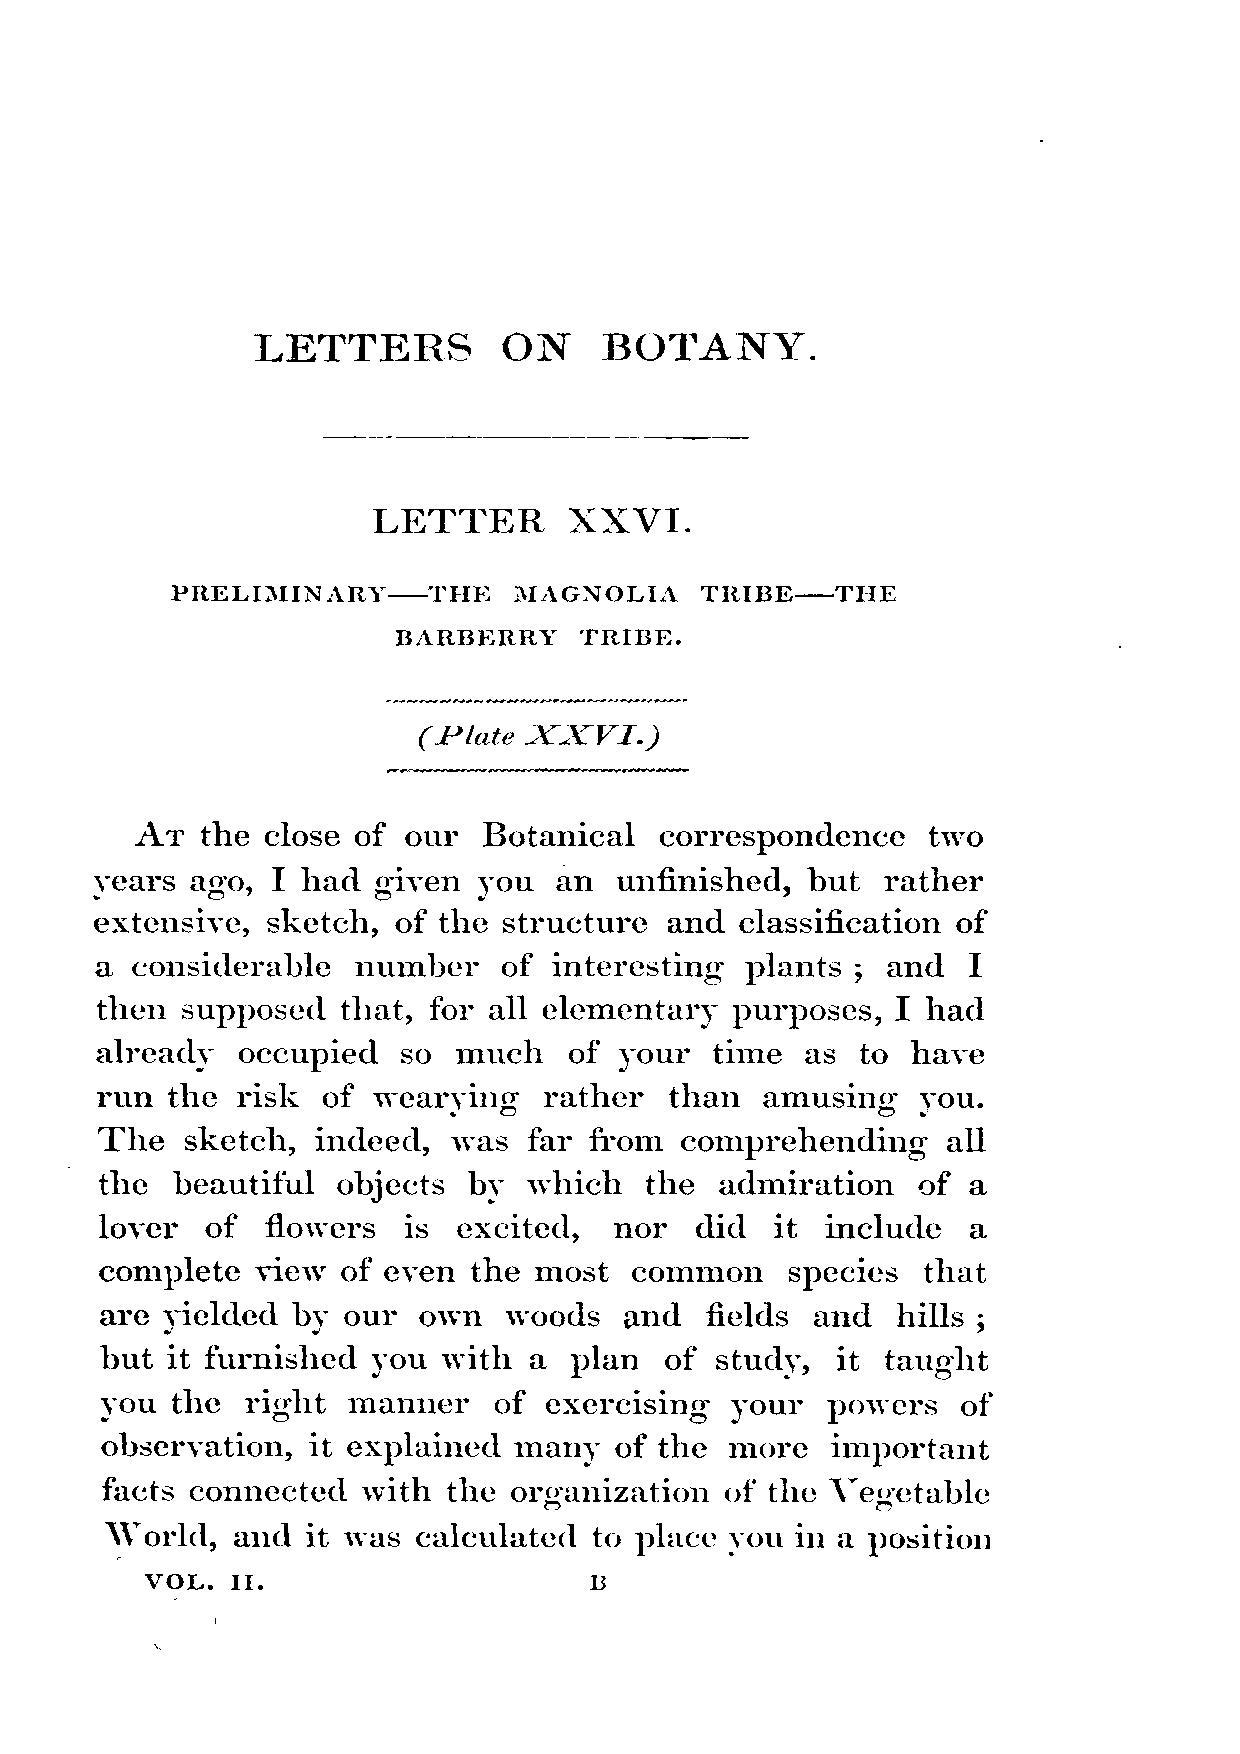 LETTERS ON BOTANY.
LETTER XXVI.
PRELIMINARY—THE MAGNOLIA TRIBE—THE
BARBERRY TRIBE.
(Plate XXVI.)
At the close of our Botanical correspondence two
years ago, I had given you an unfinished, but rather
extensive, sketch, of the structure and classification of
a considerable number of interesting plants ; and I
then supposed that, for all elementary purposes, I had
already occupied so much of your time as to have
run the risk of wearying rather than amusing you.
The sketch, indeed, was far from comprehending all
the beautiful objects by which the admiration of a
lover of flowers is excited, nor did it include a
complete view of even the most common species that
are yielded by our own woods and fields and hills ;
but it furnished you with a plan of study, it taught
you the right manner of exercising your powers of
observation, it explained many of the more important
facts connected with the organization of the Vegetable
World, and it was calculated to place you in a position
VOL. II. B